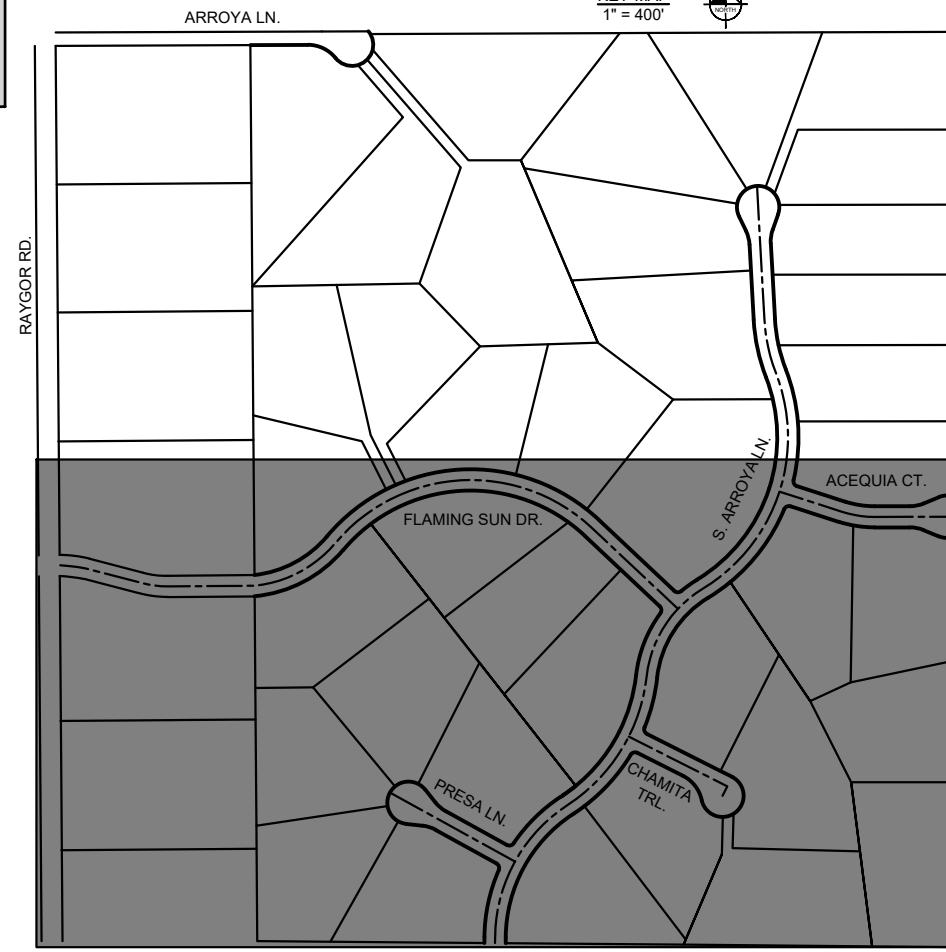 1" = 400'
NORTH
ARROYA LN.
RAYGOR RD.
S. ARROYA LN.
ACEQUIA CT.
FLAMING SUN DR.
CHAMITA
TRL.
PRESA LN.